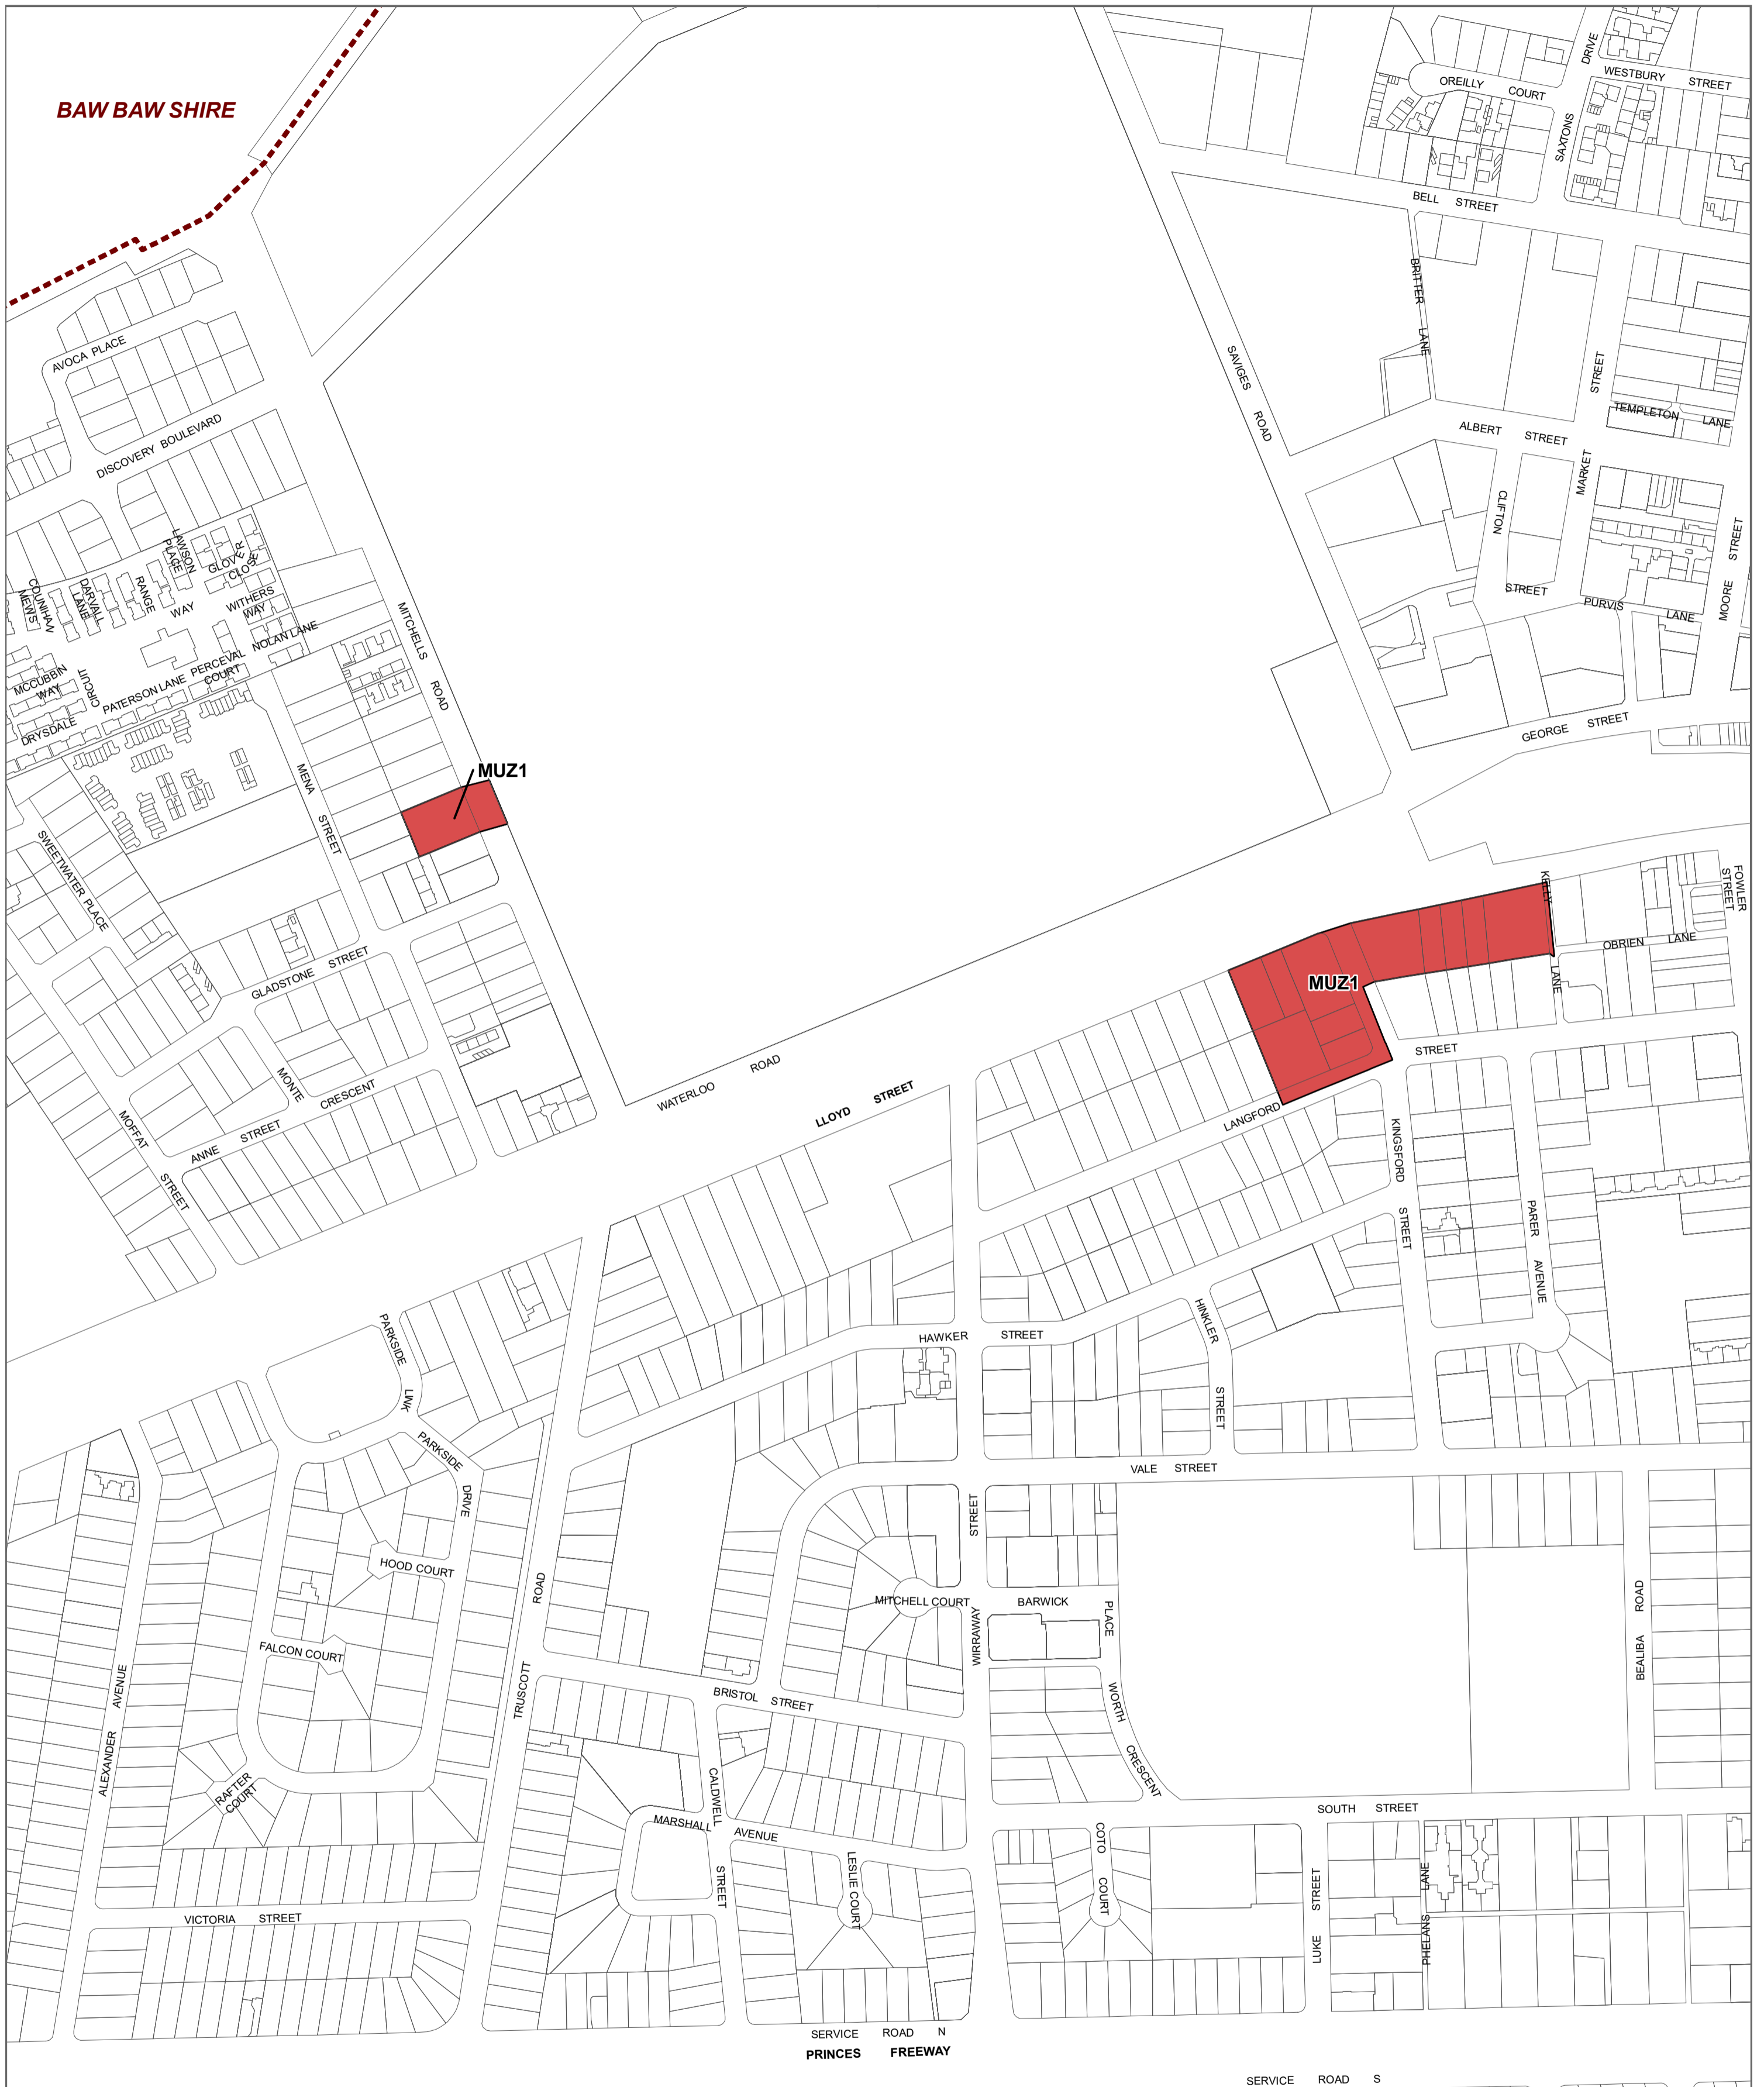 BAW BAW SHIRE
DRIVE
WESTBURY STREET
OREILLY COURT
SAXTONS
BELL STREET
BRITTER LANE
AVOCA PLACE
SAVIGES ROAD
STREET
TEMPLETON LANE
DISCOVERY BOULEVARD
ALBERT STREET
MARKET
CLIFTON
STREET
LAWSON PLACE
GLOVER CLOSE
COUNIHAN MEWS
DARVALL LANE
RANGE
WAY
WITHERS WAY
NOLAN LANE
PERCEVAL COURT
MITCHELLS ROAD
STREET
PURVIS LANE
MOORE STREET
MCCUBBIN WAY
CIRCUIT
PATERSON LANE
DRYSDALE
GEORGE STREET
MENA STREET
MUZ1
SWEETWATER PLACE
KELLY LANE
FOWLER STREET
OBRIEN LANE
GLADSTONE STREET
MUZ1
MONTE
CRESCENT
WATERLOO ROAD
LLOYD STREET
LANGFORD
STREET
KINGSFORD STREET
MOFFAT STREET
ANNE STREET
PARER AVENUE
PARKSIDE LINK
HAWKER STREET
HINKLER STREET
PARKSIDE DRIVE
VALE STREET
HOOD COURT
ROAD
STREET
MITCHELL COURT
BARWICK
PLACE
WIRRAWAY
FALCON COURT
BEALIBA ROAD
ALEXANDER AVENUE
TRUSCOTT
BRISTOL STREET
WORTH CRESCENT
RAFTER COURT
CALDWELL STREET
MARSHALL AVENUE
SOUTH STREET
LESLIE COURT
COTO COURT
LUKE STREET
PHELANS LANE
VICTORIA STREET
SERVICE ROAD N
PRINCES FREEWAY
SERVICE ROAD S